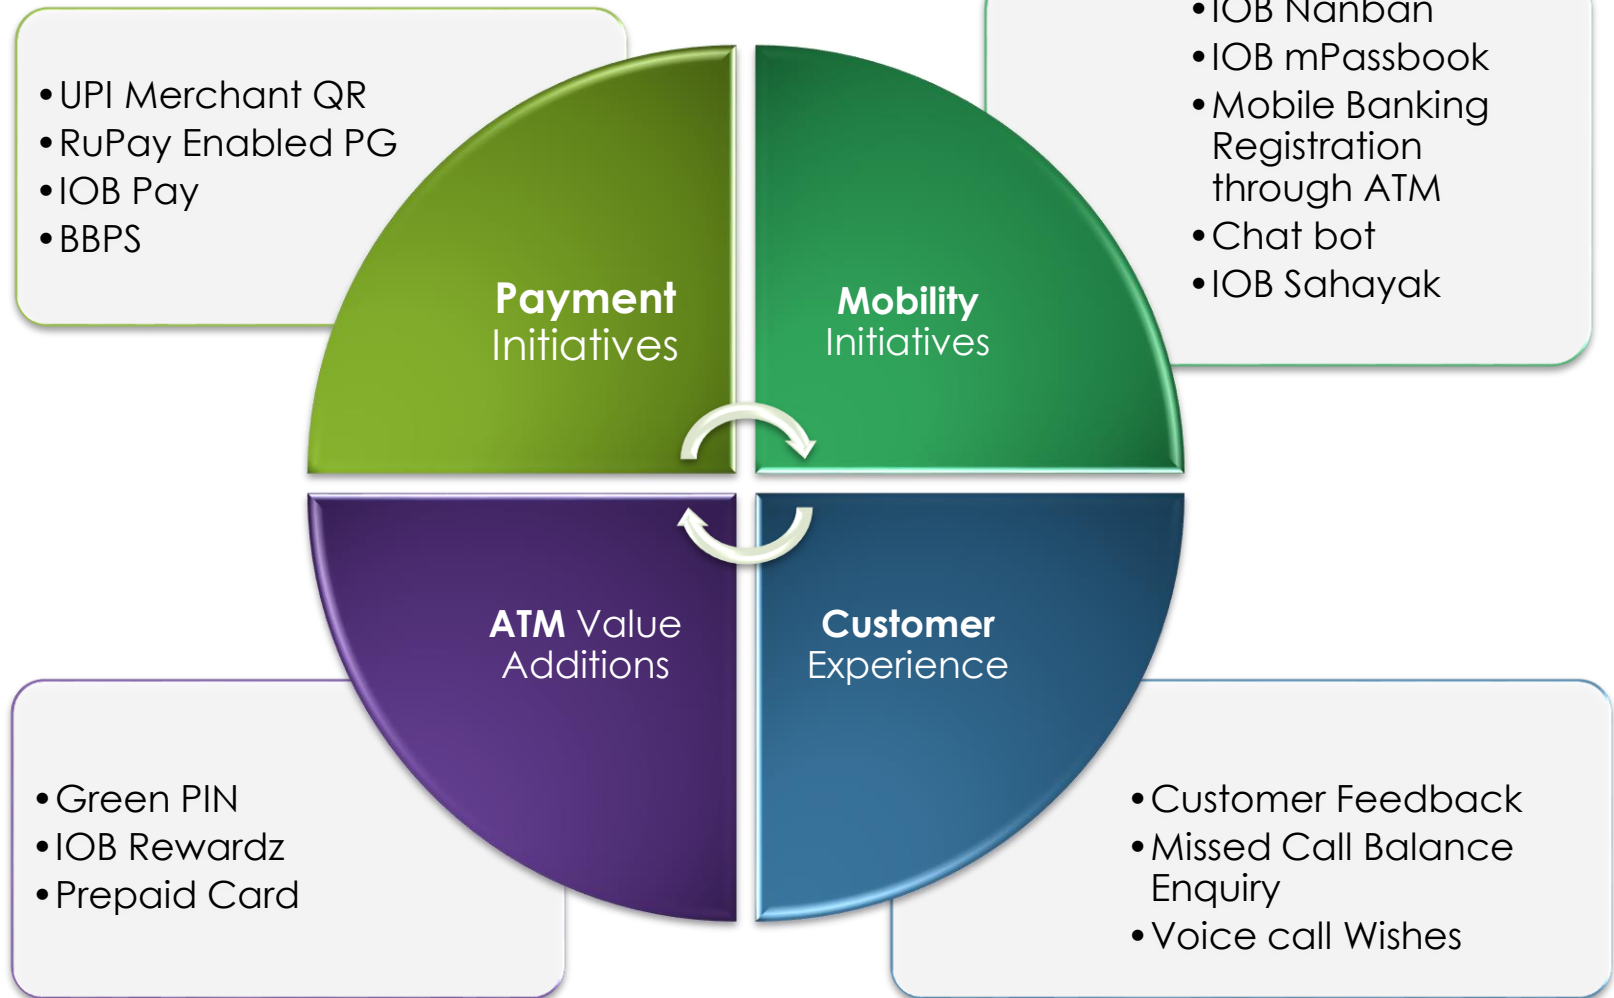 •UPI Merchant QR
•RuPay Enabled PG
•IOB Pay
•BBPS
•IOB Nanban
•IOB mPassbook
•Mobile Banking
Registration
through ATM
•Chat bot
•IOB Sahayak
Payment
Initiatives
Mobility
Initiatives
ATM Value
Additions
Customer
Experience
•Green PIN
•IOB Rewardz
•Prepaid Card
•Customer Feedback
•Missed Call Balance
Enquiry
•Voice call Wishes